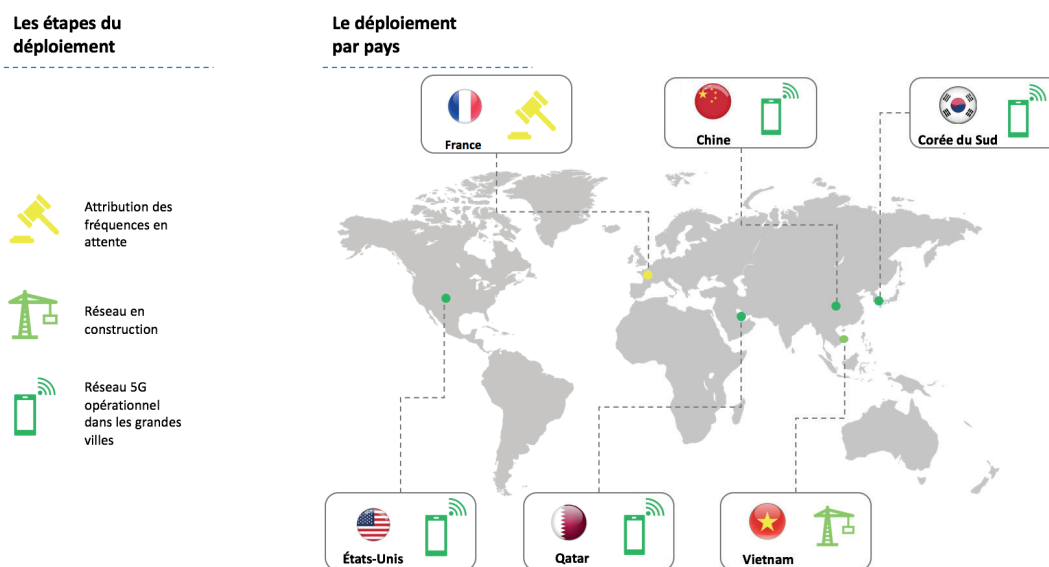 Les étapes du
déploiement
Attribution des
fréquences en
attente
Réseau en
construction
Réseau 5G
opérationnel
dans les grandes
villes
Le déploiement
par pays
France
Chine
Corée du Sud
États-Unis
Qatar
Vietnam